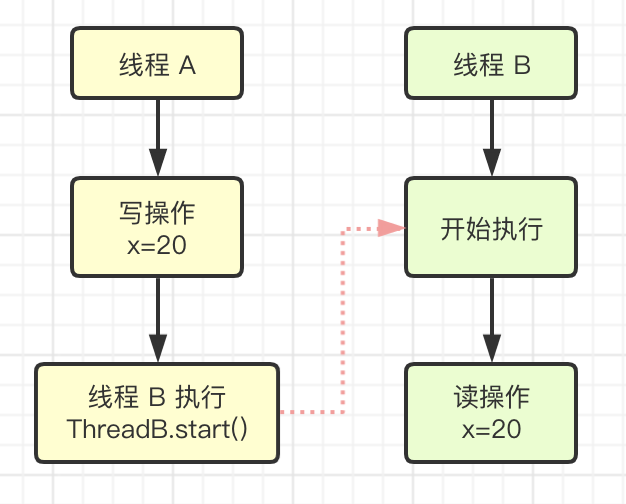 线程 A
写操作
x=20
线程 B 执行
ThreadB.start()
线程 B
开始执行
读操作
x=20